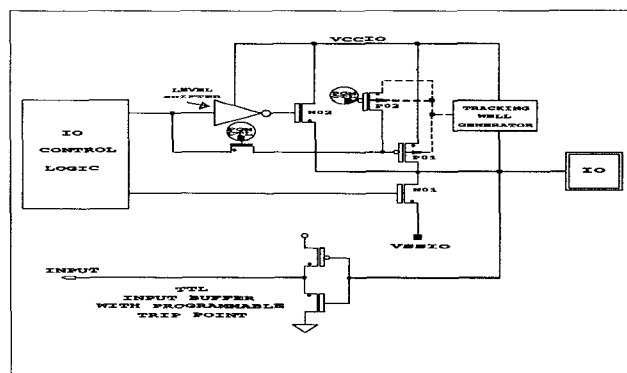 VCCIO
LEVEL
SHIFTER
N02
P02
IO
CONTROL
LOGIC
TRACKING
WELL
GENERATOR
P01
IO
N01
VSSIO
INPUT
TTL
INPUT BUFFER
WITH PROGRAMMABLE
TRIP POINT